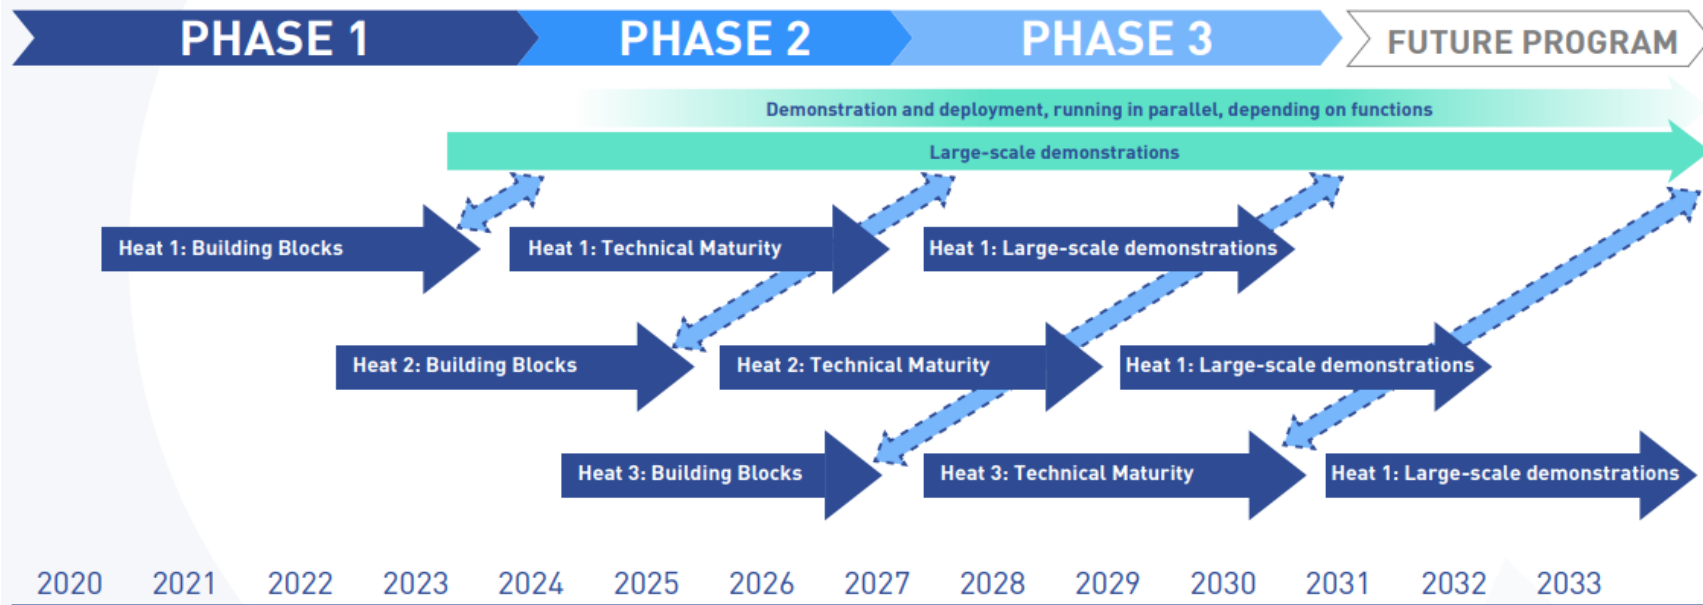 PHASE 1 PHASE 2 PHASE 3 FUTURE PROGRAM
Demonstration and deployment, running in parallel, depending on functions
Large-scale demonstrations
Heat 1: Building Blocks Heat 1: Technical Maturity Heat 1: Large-scale demonstrations
Heat 2: Building Blocks Heat 2: Technical Maturity Heat 1: Large-scale demonstrations
Heat 3: Building Blocks Heat 3: Technical Maturity Heat 1: Large-scale demonstrations
2020 2021 2022 2023 2024 2025 2026 2027 2028 2029 2030 2031 2032 2033